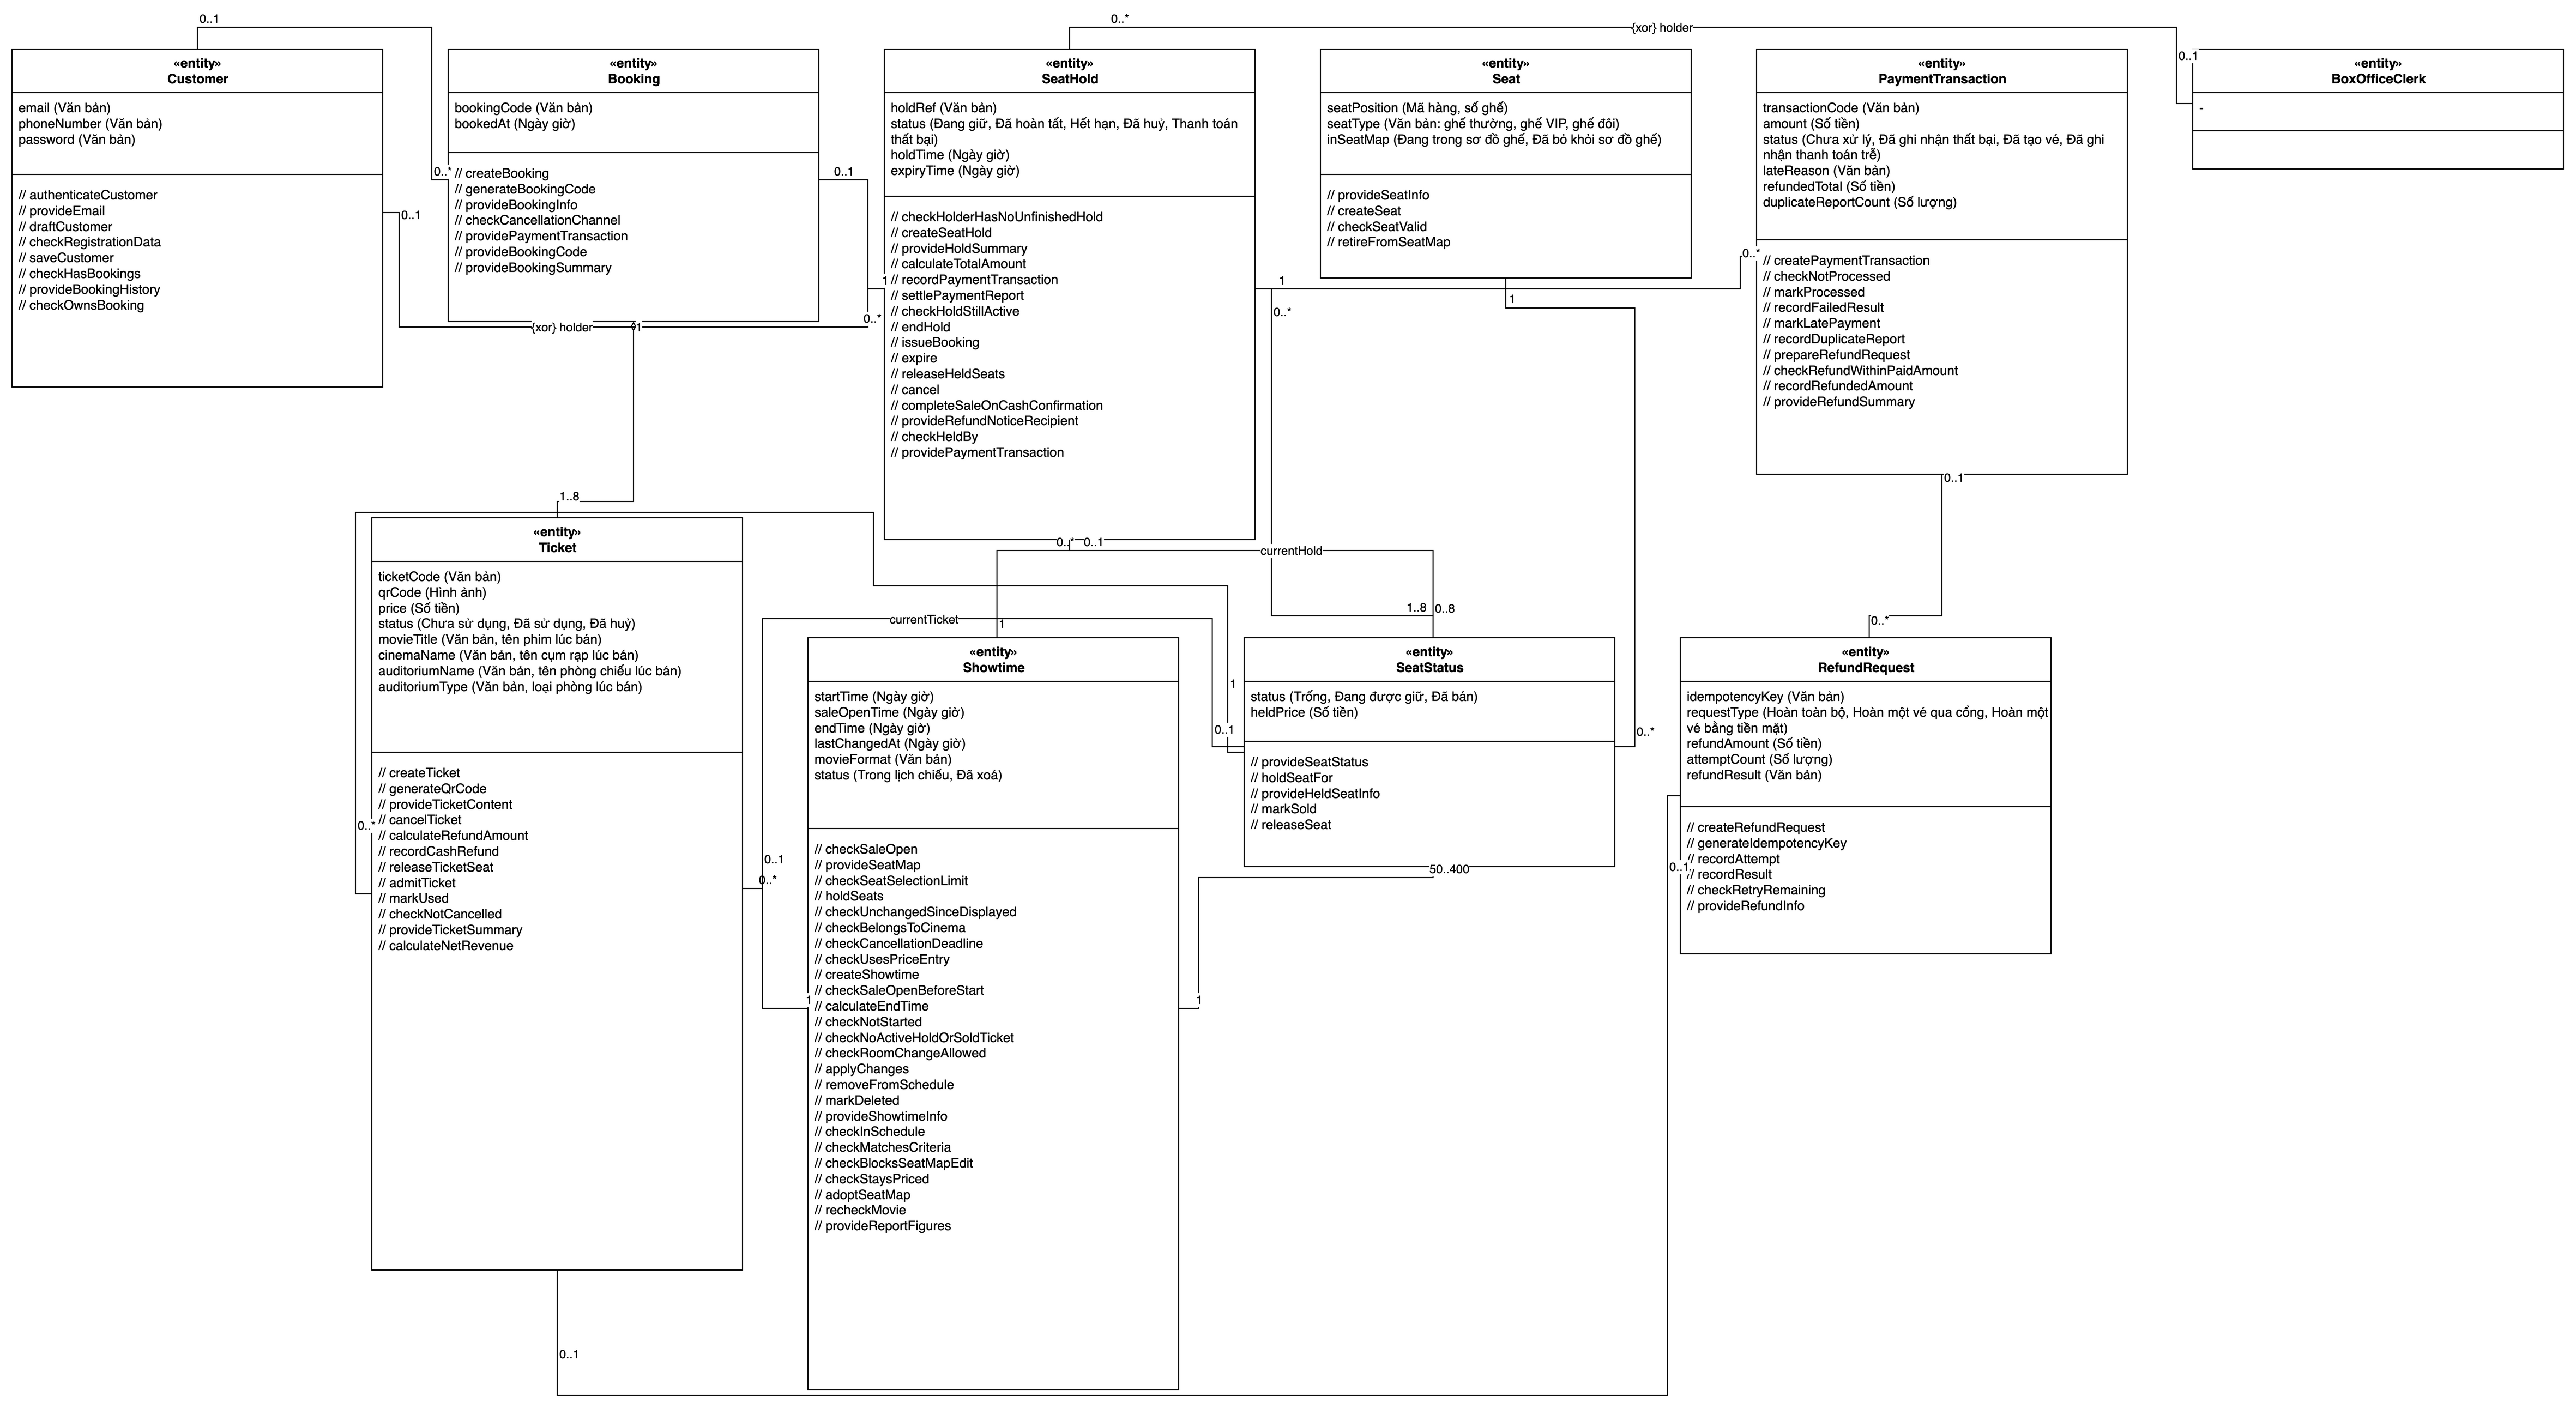 0..1
0..*
{xor} holder
«entity»
Customer
email (Văn bản)
phoneNumber (Văn bản)
password (Văn bản)
// authenticateCustomer
// provideEmail
// draftCustomer
// checkRegistrationData
// saveCustomer
// checkHasBookings
// provideBookingHistory
// checkOwnsBooking
0..1
0..*
«entity»
Booking
bookingCode (Văn bản)
bookedAt (Ngày giờ)
// createBooking
// generateBookingCode
// provideBookingInfo
// checkCancellationChannel
// providePaymentTransaction
// provideBookingCode
// provideBookingSummary
0..1
1
0..*
{xor} holder
1
«entity»
SeatHold
holdRef (Văn bản)
status (Đang giữ, Đã hoàn tất, Hết hạn, Đã huỷ, Thanh toán
thất bại)
holdTime (Ngày giờ)
expiryTime (Ngày giờ)
// checkHolderHasNoUnfinishedHold
// createSeatHold
// provideHoldSummary
// calculateTotalAmount
// recordPaymentTransaction
// settlePaymentReport
// checkHoldStillActive
// endHold
// issueBooking
// expire
// releaseHeldSeats
// cancel
// completeSaleOnCashConfirmation
// provideRefundNoticeRecipient
// checkHeldBy
// providePaymentTransaction
1
0..*
«entity»
Seat
seatPosition (Mã hàng, số ghế)
seatType (Văn bản: ghế thường, ghế VIP, ghế đôi)
inSeatMap (Đang trong sơ đồ ghế, Đã bỏ khỏi sơ đồ ghế)
// provideSeatInfo
// createSeat
// checkSeatValid
// retireFromSeatMap
1
0..*
«entity»
PaymentTransaction
transactionCode (Văn bản)
amount (Số tiền)
status (Chưa xử lý, Đã ghi nhận thất bại, Đã tạo vé, Đã ghi
nhận thanh toán trễ)
lateReason (Văn bản)
refundedTotal (Số tiền)
duplicateReportCount (Số lượng)
// createPaymentTransaction
// checkNotProcessed
// markProcessed
// recordFailedResult
// markLatePayment
// recordDuplicateReport
// prepareRefundRequest
// checkRefundWithinPaidAmount
// recordRefundedAmount
// provideRefundSummary
0..1
0..1
«entity»
BoxOfficeClerk
-
1..8
«entity»
Ticket
ticketCode (Văn bản)
qrCode (Hình ảnh)
price (Số tiền)
status (Chưa sử dụng, Đã sử dụng, Đã huỷ)
movieTitle (Văn bản, tên phim lúc bán)
cinemaName (Văn bản, tên cụm rạp lúc bán)
auditoriumName (Văn bản, tên phòng chiếu lúc bán)
auditoriumType (Văn bản, loại phòng lúc bán)
// createTicket
// generateQrCode
// provideTicketContent
// cancelTicket
// calculateRefundAmount
// recordCashRefund
// releaseTicketSeat
// admitTicket
// markUsed
// checkNotCancelled
// provideTicketSummary
// calculateNetRevenue
0..*
0..1
0..*
0..1
0..*
0..1
currentHold
currentTicket
1
«entity»
Showtime
startTime (Ngày giờ)
saleOpenTime (Ngày giờ)
endTime (Ngày giờ)
lastChangedAt (Ngày giờ)
movieFormat (Văn bản)
status (Trong lịch chiếu, Đã xoá)
// checkSaleOpen
// provideSeatMap
// checkSeatSelectionLimit
// holdSeats
// checkUnchangedSinceDisplayed
// checkBelongsToCinema
// checkCancellationDeadline
// checkUsesPriceEntry
// createShowtime
// checkSaleOpenBeforeStart
// calculateEndTime
// checkNotStarted
// checkNoActiveHoldOrSoldTicket
// checkRoomChangeAllowed
// applyChanges
// removeFromSchedule
// markDeleted
// provideShowtimeInfo
// checkInSchedule
// checkMatchesCriteria
// checkBlocksSeatMapEdit
// checkStaysPriced
// adoptSeatMap
// recheckMovie
// provideReportFigures
1
1
1..8
0..8
1
0..1
«entity»
SeatStatus
status (Trống, Đang được giữ, Đã bán)
heldPrice (Số tiền)
// provideSeatStatus
// holdSeatFor
// provideHeldSeatInfo
// markSold
// releaseSeat
0..*
50..400
0..*
«entity»
RefundRequest
idempotencyKey (Văn bản)
requestType (Hoàn toàn bộ, Hoàn một vé qua cổng, Hoàn một
vé bằng tiền mặt)
refundAmount (Số tiền)
attemptCount (Số lượng)
refundResult (Văn bản)
// createRefundRequest
// generateIdempotencyKey
// recordAttempt
// recordResult
// checkRetryRemaining
// provideRefundInfo
0..1